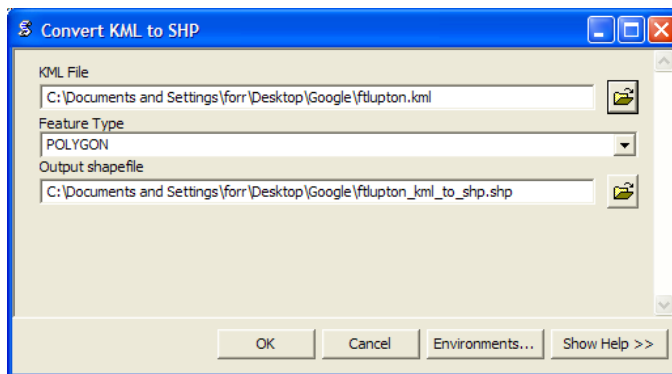 Convert KML to SHP
KML File
C:\Documents and Settings\forr\Desktop\Google\ftlupton.kml
Feature Type
POLYGON
Output shapefile
C:\Documents and Settings\forr\Desktop\Google\ftlupton_kml_to_shp.shp
OK Cancel Environments... Show Help >>